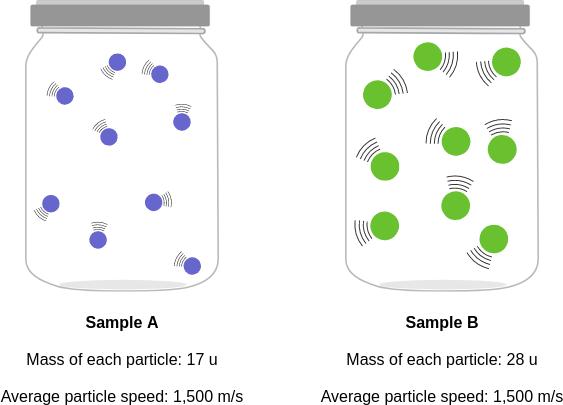 Sample A
Mass of each particle: 17 u
Average particle speed: 1,500 m/s
Sample B
Mass of each particle: 28 u
Average particle speed: 1,500 m/s